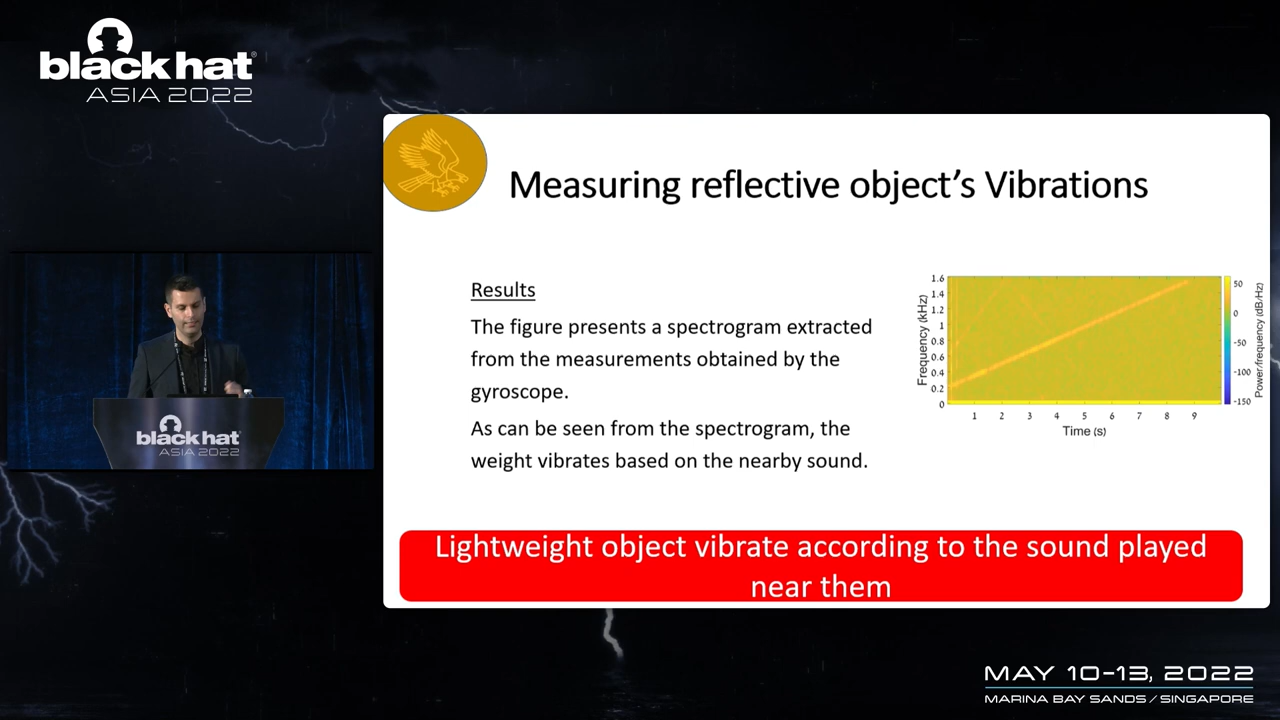 black hat®
ASIA 2022
Measuring reflective object's Vibrations
Results
The figure presents a spectrogram extracted
from the measurements obtained by the
gyroscope.
As can be seen from the spectrogram, the
weight vibrates based on the nearby sound.
Frequency (kHz)
1.6
1.4
1.2
1
0.8
0.6
0.4
0.2
0
1 2 3 4 5 6 7 8 9
Time (s)
50
0
-50
-100
-150
Power/frequency (dB/Hz)
Lightweight object vibrate according to the sound played
near them
black hat
ASIA 2022
MAY 10-13, 2022
MARINA BAY SANDS / SINGAPORE